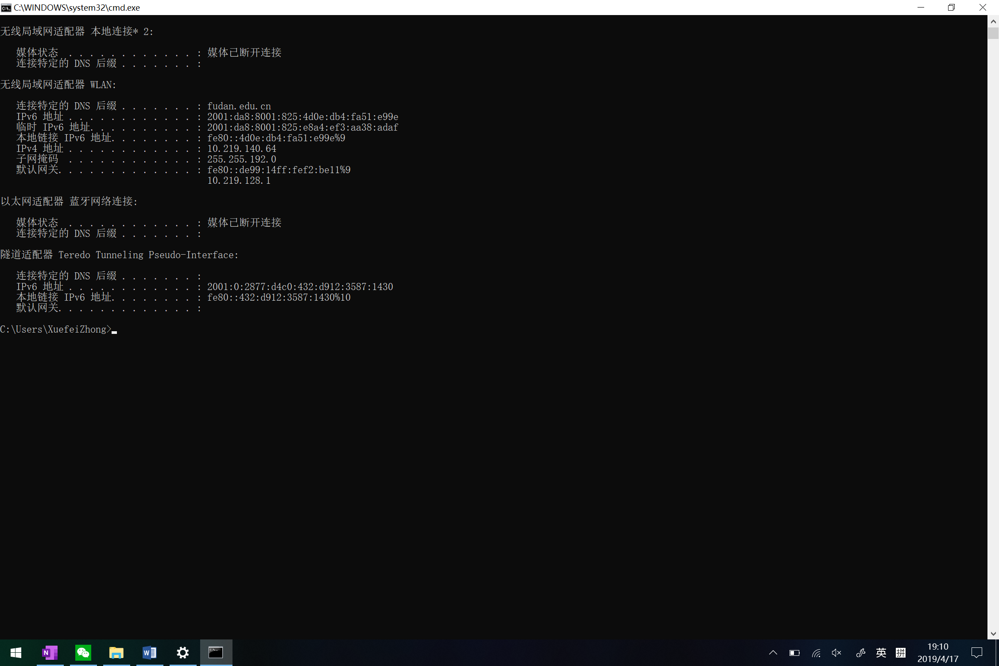 C:\WINDOWS\system32\cmd.exe
无线局域网适配器 本地连接* 2:
媒体状态  . . . . . . . . . . . . : 媒体已断开连接
连接特定的 DNS 后缀 . . . . . . . :
无线局域网适配器 WLAN:
连接特定的 DNS 后缀 . . . . . . . : fudan.edu.cn
IPv6 地址 . . . . . . . . . . . . : 2001:da8:8001:825:4d0e:db4:fa51:e99e
临时 IPv6 地址. . . . . . . . . . : 2001:da8:8001:825:e8a4:ef3:aa38:adaf
本地链接 IPv6 地址. . . . . . . . : fe80::4d0e:db4:fa51:e99e%9
IPv4 地址 . . . . . . . . . . . . : 10.219.140.64
子网掩码  . . . . . . . . . . . . : 255.255.192.0
默认网关. . . . . . . . . . . . . : fe80::de99:14ff:fef2:be11%9
10.219.128.1
以太网适配器 蓝牙网络连接:
媒体状态  . . . . . . . . . . . . : 媒体已断开连接
连接特定的 DNS 后缀 . . . . . . . :
隧道适配器 Teredo Tunneling Pseudo-Interface:
连接特定的 DNS 后缀 . . . . . . . :
IPv6 地址 . . . . . . . . . . . . : 2001:0:2877:d4c0:432:d912:3587:1430
本地链接 IPv6 地址. . . . . . . . : fe80::432:d912:3587:1430%10
默认网关. . . . . . . . . . . . . :
C:\Users\XuefeiZhong>
N
W
英
拼
19:10
2019/4/17